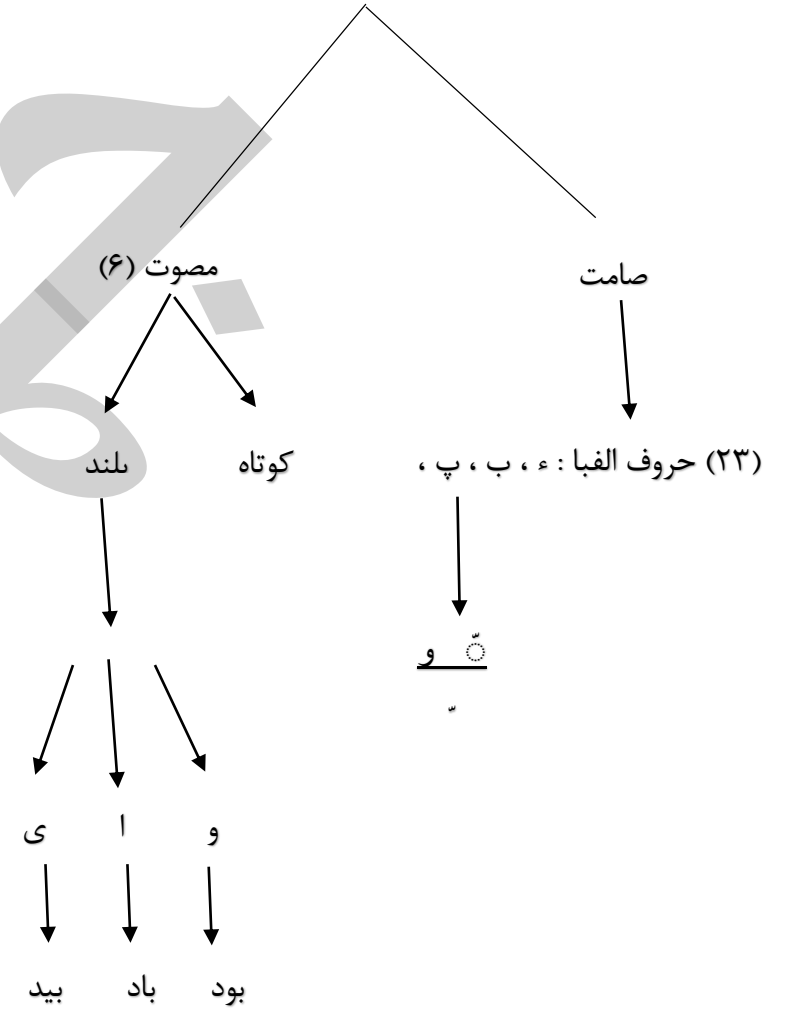 صامت
مصوت (۶)
(۲۳) حروف الفبا : ء ، ب ، پ ،
کوتاه
بلند
◌ّ و
ّ
و
ا
ی
بود
باد
بید